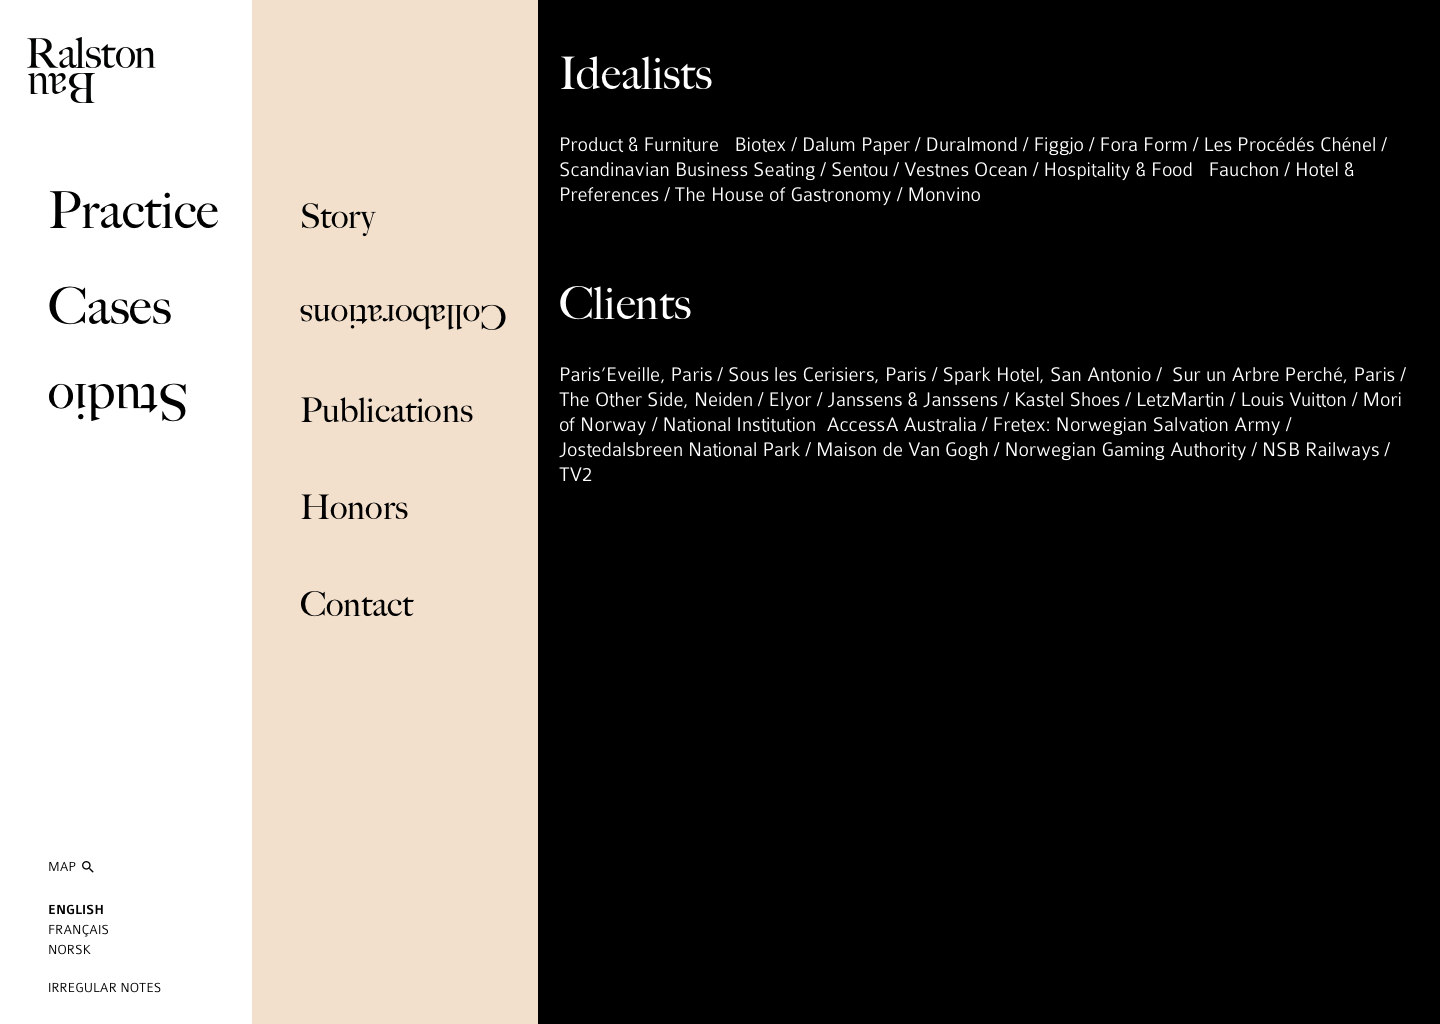 Ralston
Bau
Practice
Cases
Studio
MAP
ENGLISH
FRANÇAIS
NORSK
IRREGULAR NOTES
Story
Collaborations
Publications
Honors
Contact
Idealists
Product & Furniture   Biotex / Dalum Paper / Duralmond / Figgjo / Fora Form / Les Procédés Chénel /
Scandinavian Business Seating / Sentou / Vestnes Ocean / Hospitality & Food   Fauchon / Hotel &
Preferences / The House of Gastronomy / Monvino
Clients
Paris’Eveille, Paris / Sous les Cerisiers, Paris / Spark Hotel, San Antonio /  Sur un Arbre Perché, Paris /
The Other Side, Neiden / Elyor / Janssens & Janssens / Kastel Shoes / LetzMartin / Louis Vuitton / Mori
of Norway / National Institution  AccessA Australia / Fretex: Norwegian Salvation Army /
Jostedalsbreen National Park / Maison de Van Gogh / Norwegian Gaming Authority / NSB Railways /
TV2